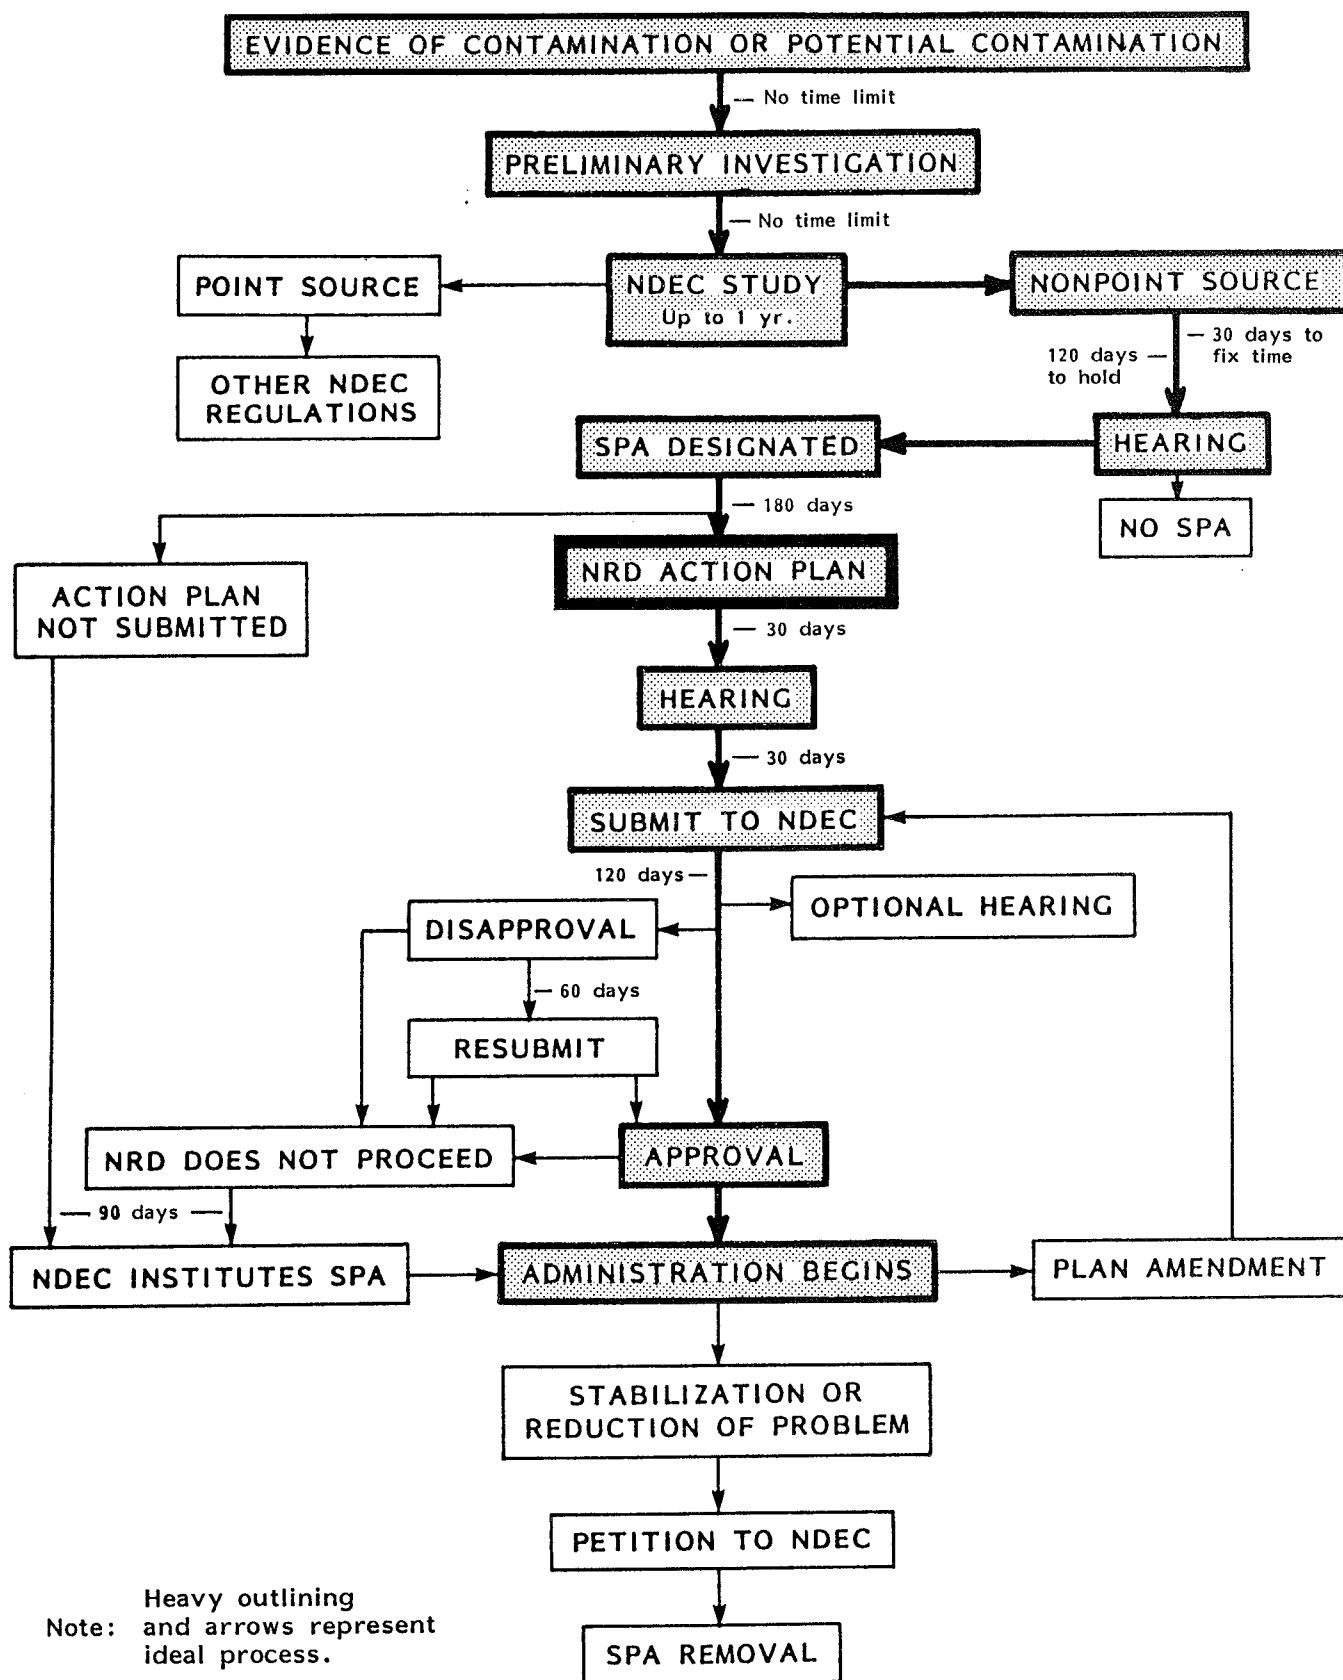 EVIDENCE OF CONTAMINATION OR POTENTIAL CONTAMINATION
— No time limit
PRELIMINARY INVESTIGATION
— No time limit
POINT SOURCE
NDEC STUDY
Up to 1 yr.
NONPOINT SOURCE
— 30 days to
fix time
120 days —
to hold
OTHER NDEC
REGULATIONS
SPA DESIGNATED
HEARING
— 180 days
NO SPA
ACTION PLAN
NOT SUBMITTED
NRD ACTION PLAN
— 30 days
HEARING
— 30 days
SUBMIT TO NDEC
120 days —
OPTIONAL HEARING
DISAPPROVAL
— 60 days
RESUBMIT
NRD DOES NOT PROCEED
APPROVAL
— 90 days —
NDEC INSTITUTES SPA
ADMINISTRATION BEGINS
PLAN AMENDMENT
STABILIZATION OR
REDUCTION OF PROBLEM
PETITION TO NDEC
SPA REMOVAL
Heavy outlining
Note: and arrows represent
ideal process.